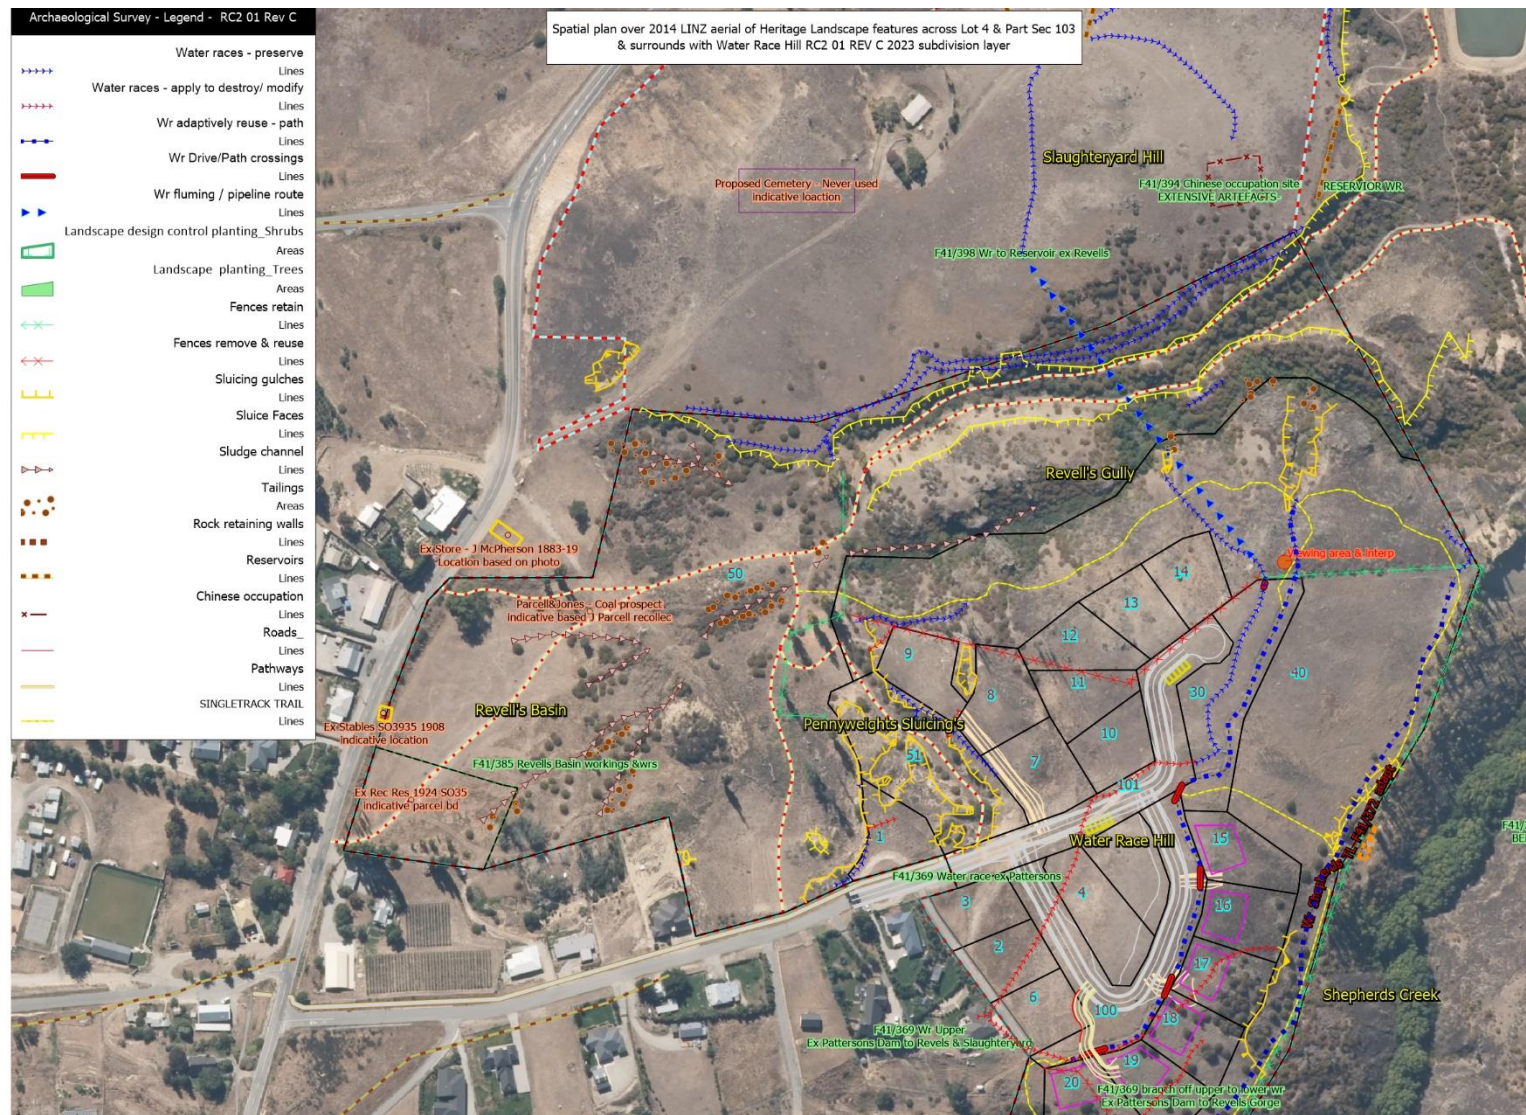 Archaeological Survey - Legend -  RC2 01 Rev C
Water races - preserve
Lines
Water races - apply to destroy/ modify
Lines
Wr adaptively reuse - path
Lines
Wr Drive/Path crossings
Lines
Wr fluming / pipeline route
Lines
Landscape design control planting_Shrubs
Areas
Landscape  planting_Trees
Areas
Fences retain
Lines
Fences remove & reuse
Lines
Sluicing gulches
Lines
Sluice Faces
Lines
Sludge channel
Lines
Tailings
Areas
Rock retaining walls
Lines
Reservoirs
Lines
Chinese occupation
Lines
Roads_
Lines
Pathways
Lines
SINGLETRACK TRAIL
Lines
Spatial plan over 2014 LINZ aerial of Heritage Landscape features across Lot 4 & Part Sec 103
& surrounds with Water Race Hill RC2 01 REV C 2023 subdivision layer
Slaughteryard Hill
Proposed Cemetery - Never used
indicative loaction
F41/394 Chinese occupation site
EXTENSIVE ARTEFACTS
RESERVIOR WR
F41/398 Wr to Reservoir ex Revells
Revell's Gully
Ex Store - J McPherson 1883-19
Location based on photo
Viewing area & Interp
50
14
Parcell&Jones - Coal prospect
indicative based J Parcell recollec
13
12
9
11
8
30
40
Revell's Basin
Ex Stables SO3935 1908
indicative location
Pennyweights Sluicing's
10
51
7
F41/385 Revells Basin workings &wrs
Ex Rec Res 1924 SO35
indicative parcel bd
101
1
Water Race Hill
15
F41/
BE
F41/369 Water race ex Pattersons
3
4
16
2
17
6
100
18
Shepherds Creek
F41/369 Wr Upper
Ex Pattersons Dam to Revels & Slaughteryard
19
20
F41/369 branch off upper to lower wr
Ex Pattersons Dam to Revells Gorge